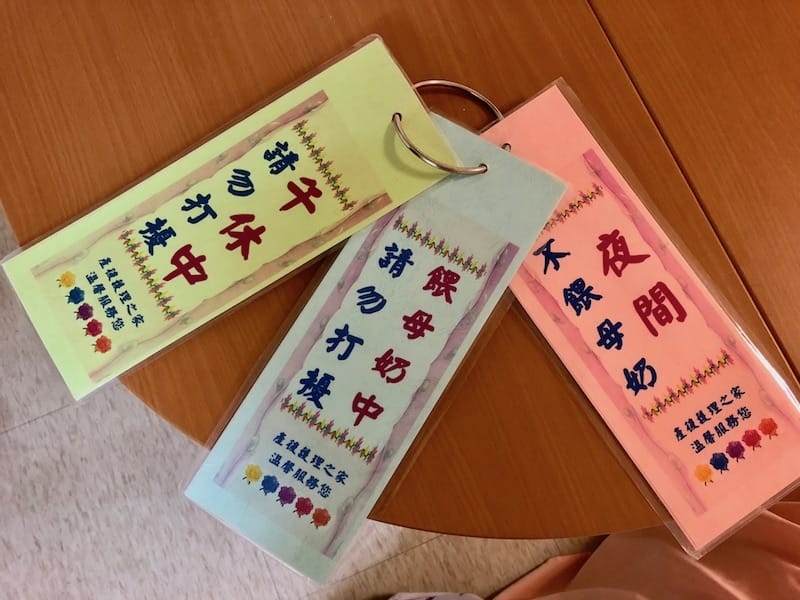 午休中
請勿打擾
產後護理之家
溫馨服務您
餵母奶中
請勿打擾
產後護理之家
溫馨服務您
夜間
不餵母奶
產後護理之家
溫馨服務您